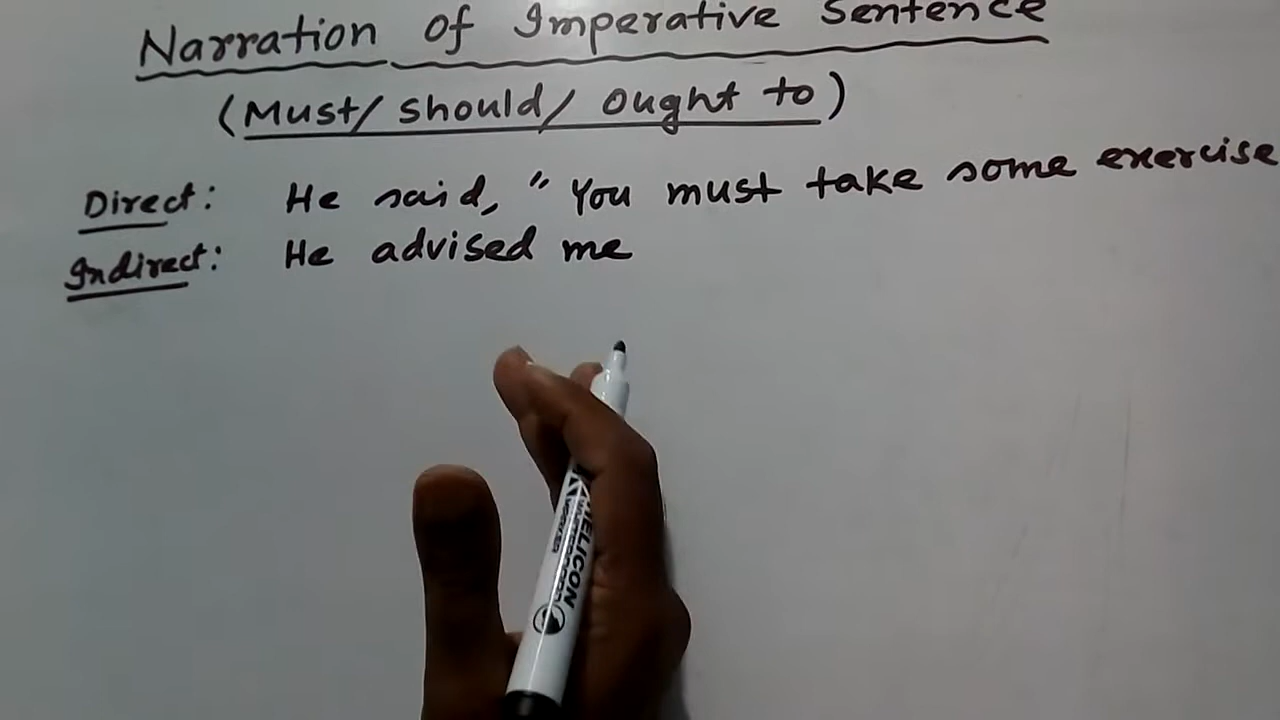 Narration of Imperative Sentence
(Must/ should/ ought to)
Direct: He said, " You must take some exercise
Indirect: He advised me
HELICON